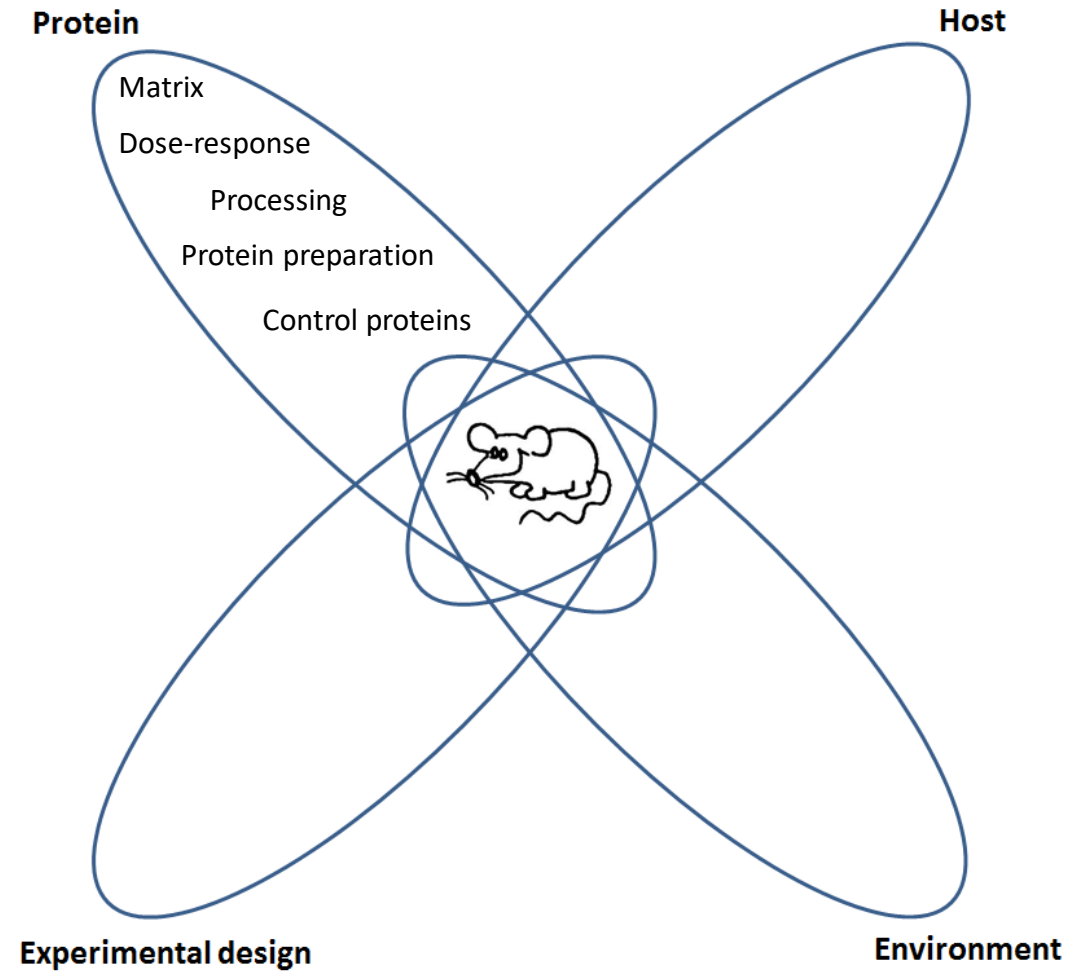 Protein
Host
Matrix
Dose-response
Processing
Protein preparation
Control proteins
Experimental design
Environment